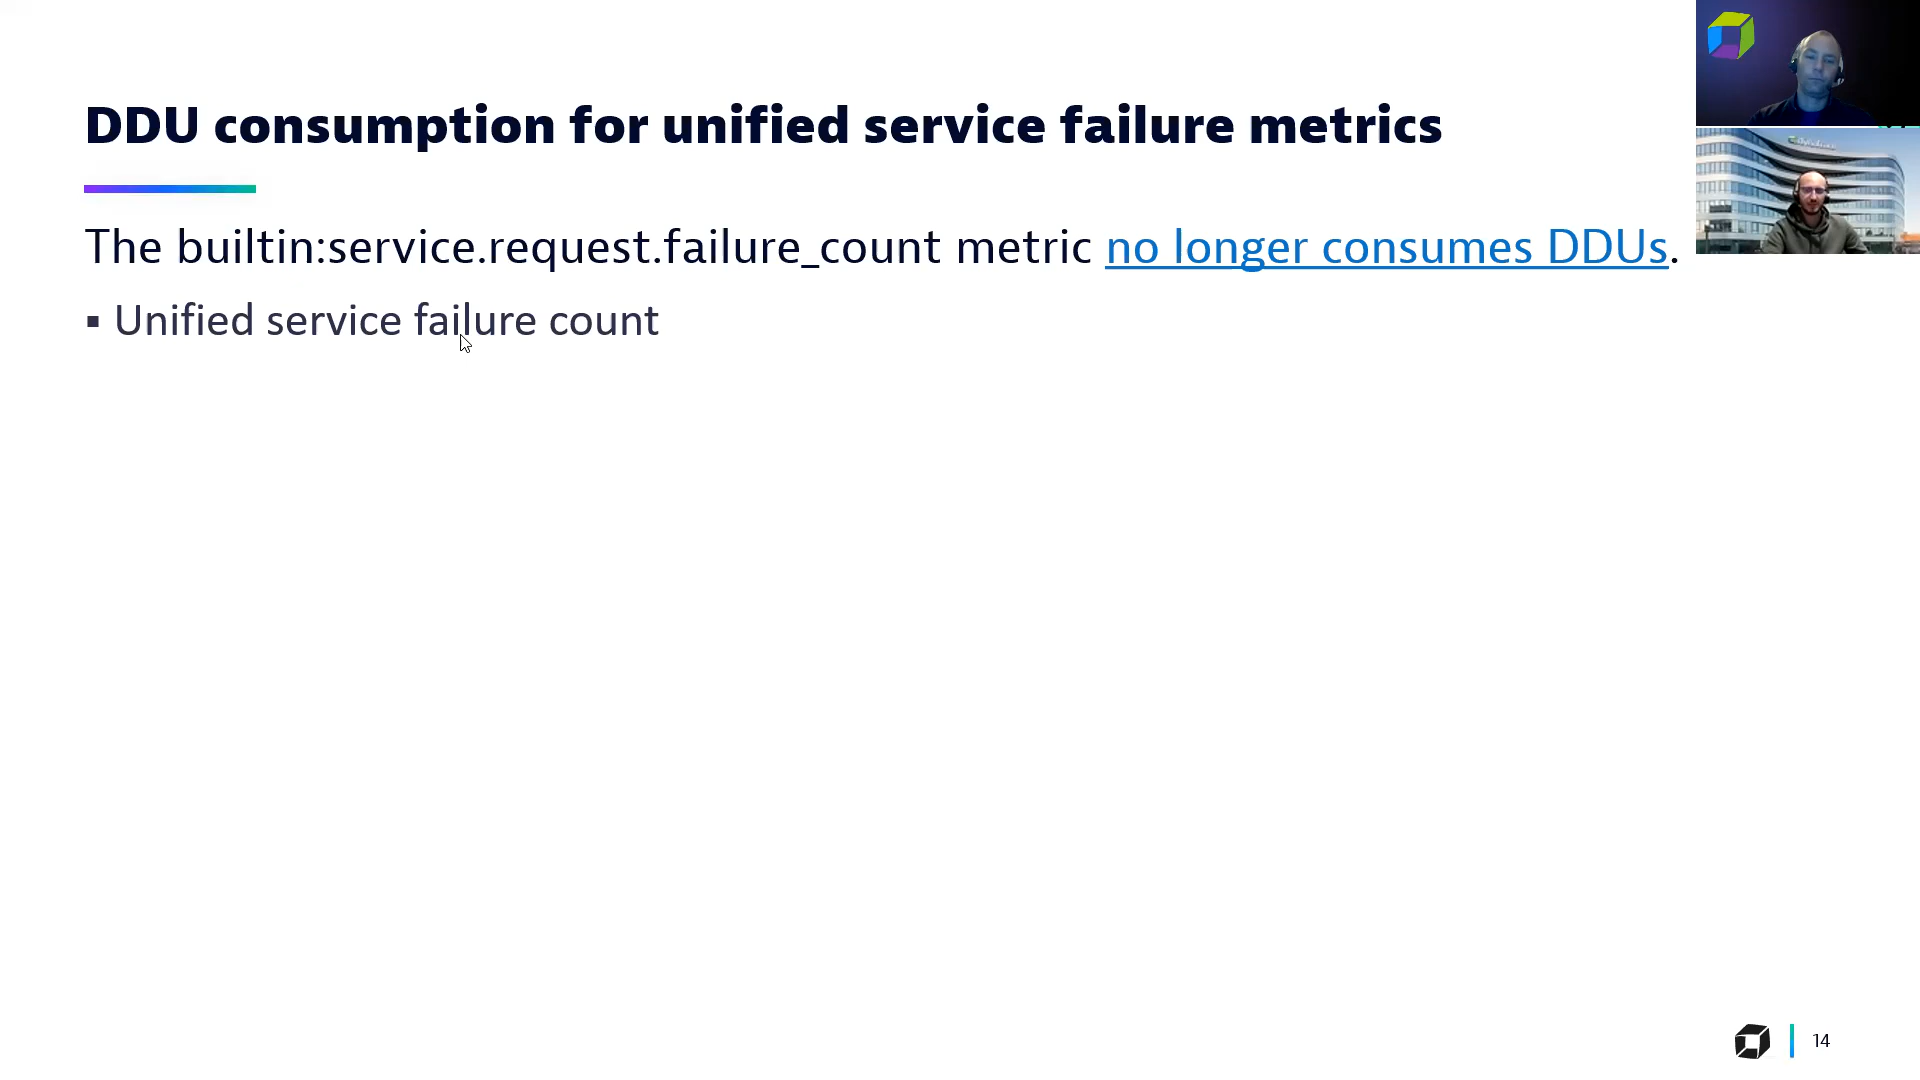 DDU consumption for unified service failure metrics
The builtin:service.request.failure_count metric no longer consumes DDUs.
▪ Unified service failure count
14